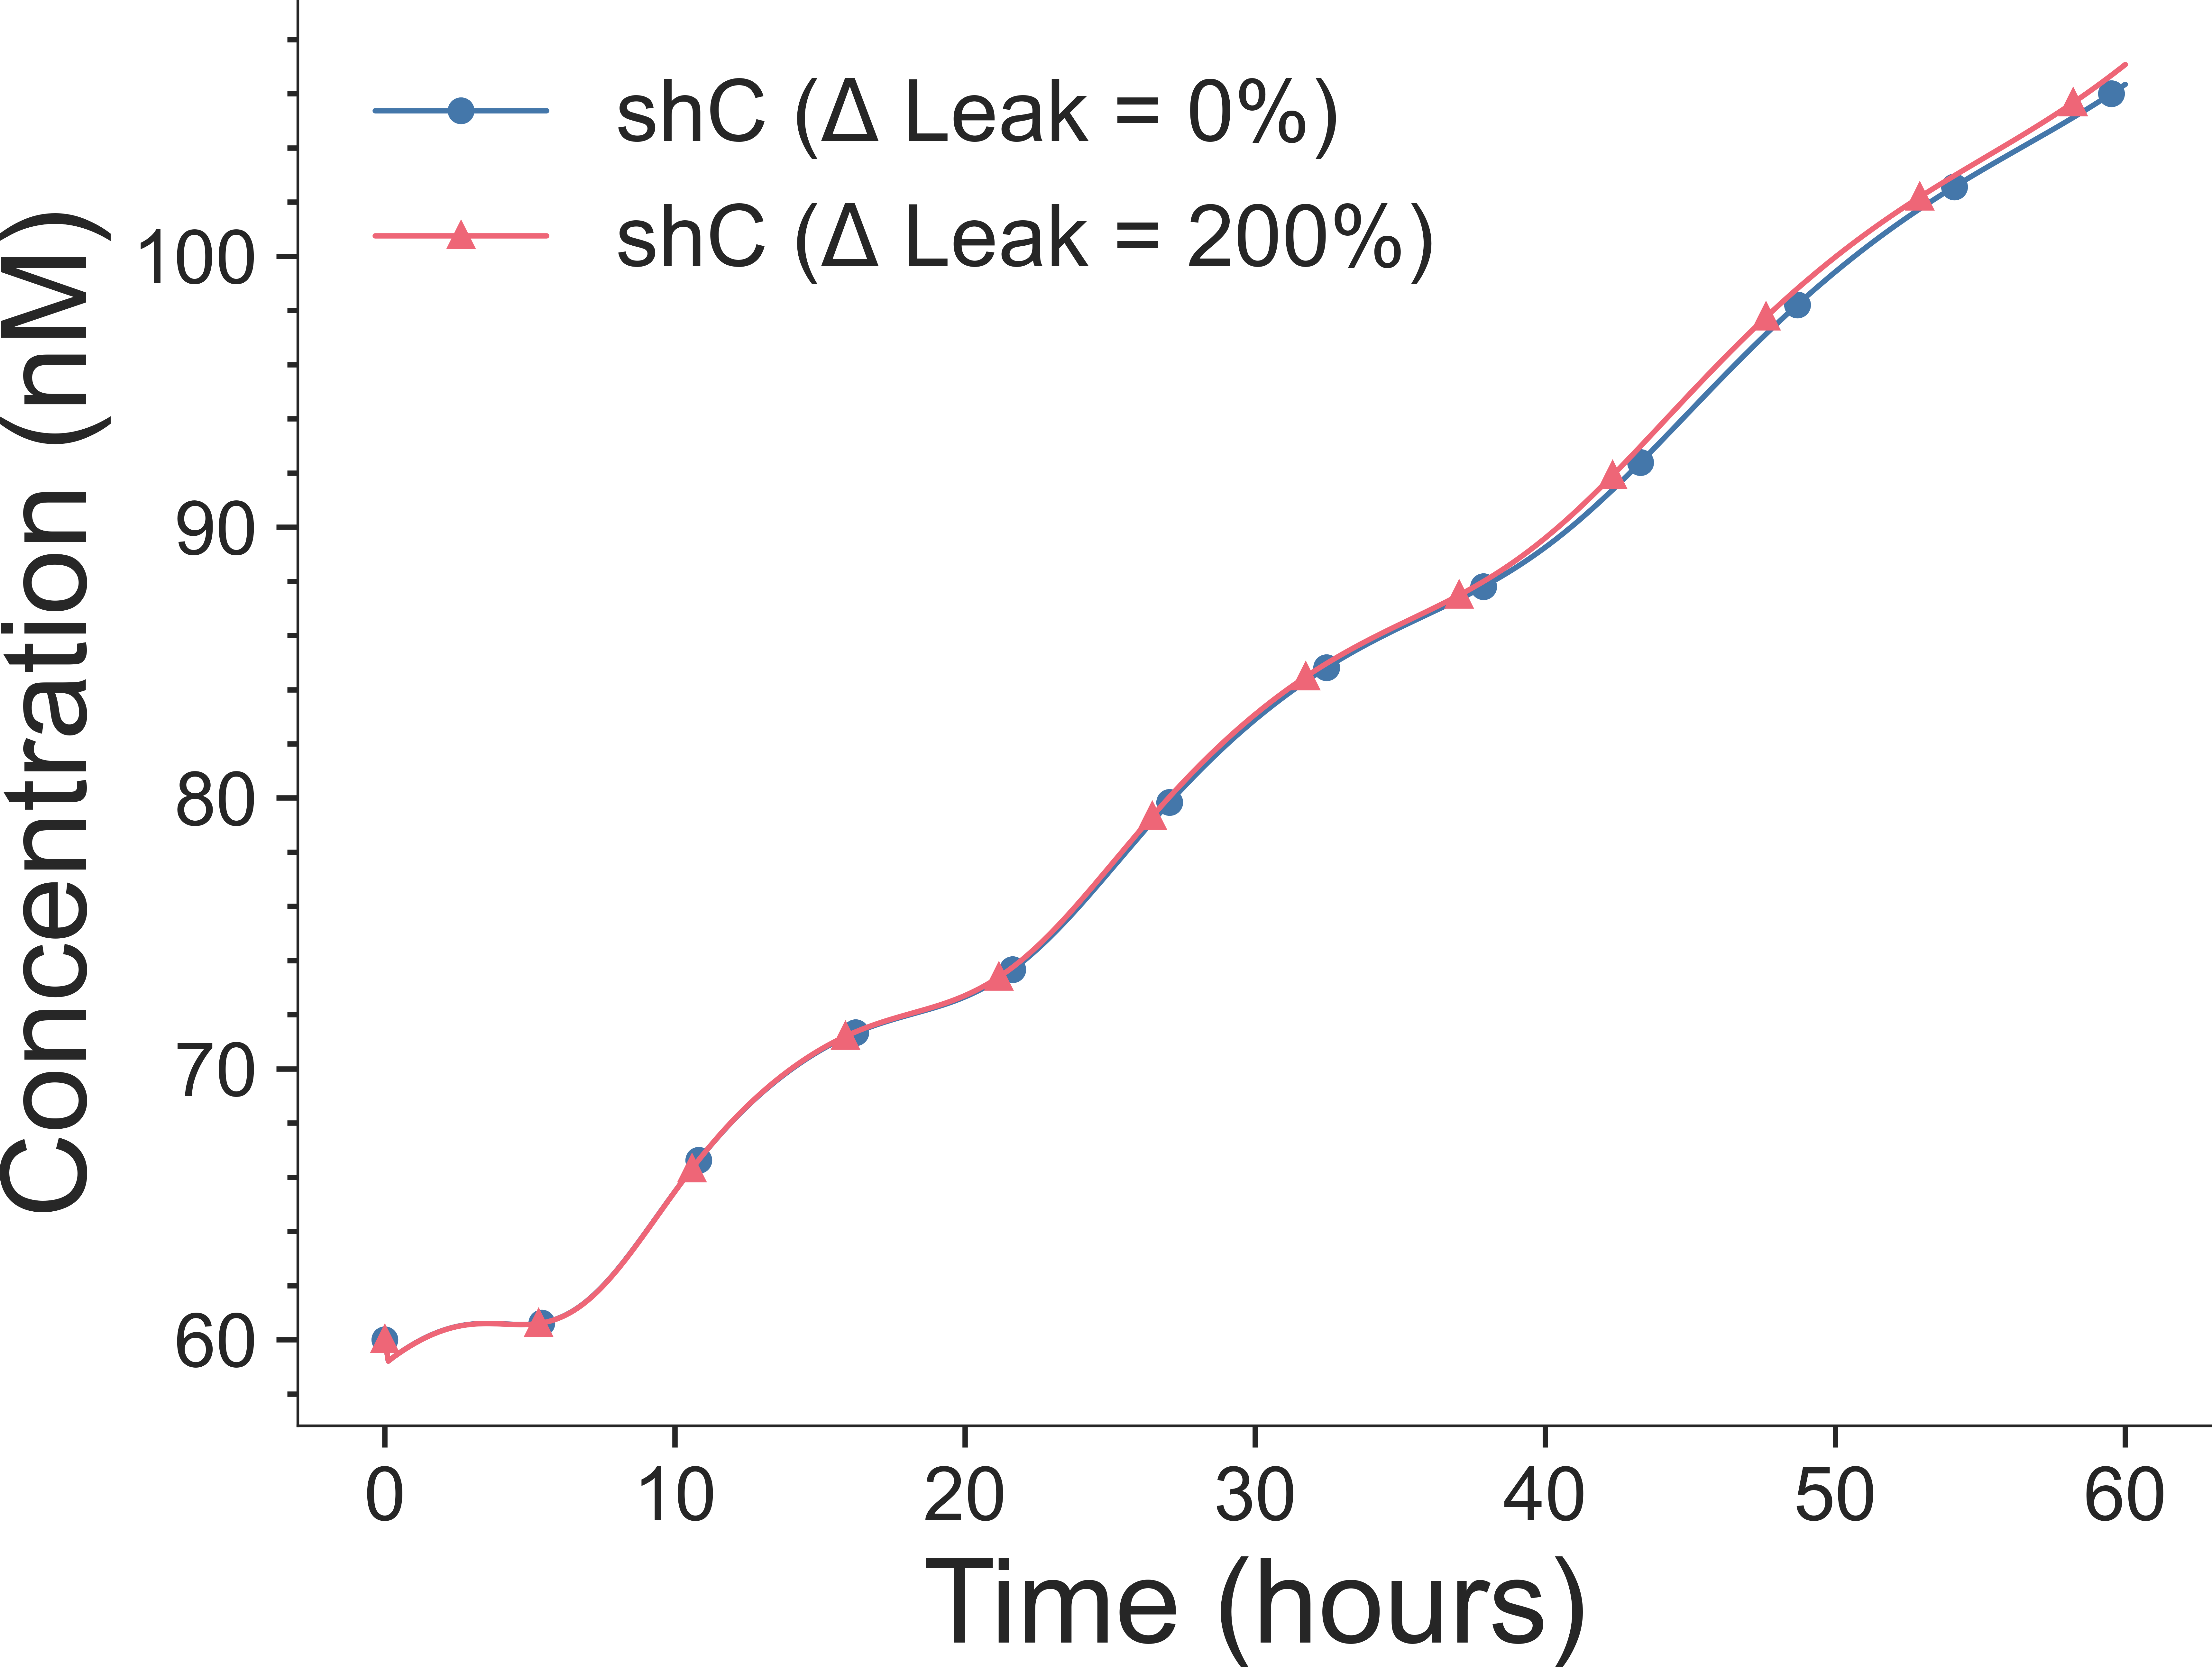 shC (Δ Leak = 0%)
shC (Δ Leak = 200%)
Concentration (nM)
100
90
80
70
60
0 10 20 30 40 50 60
Time (hours)